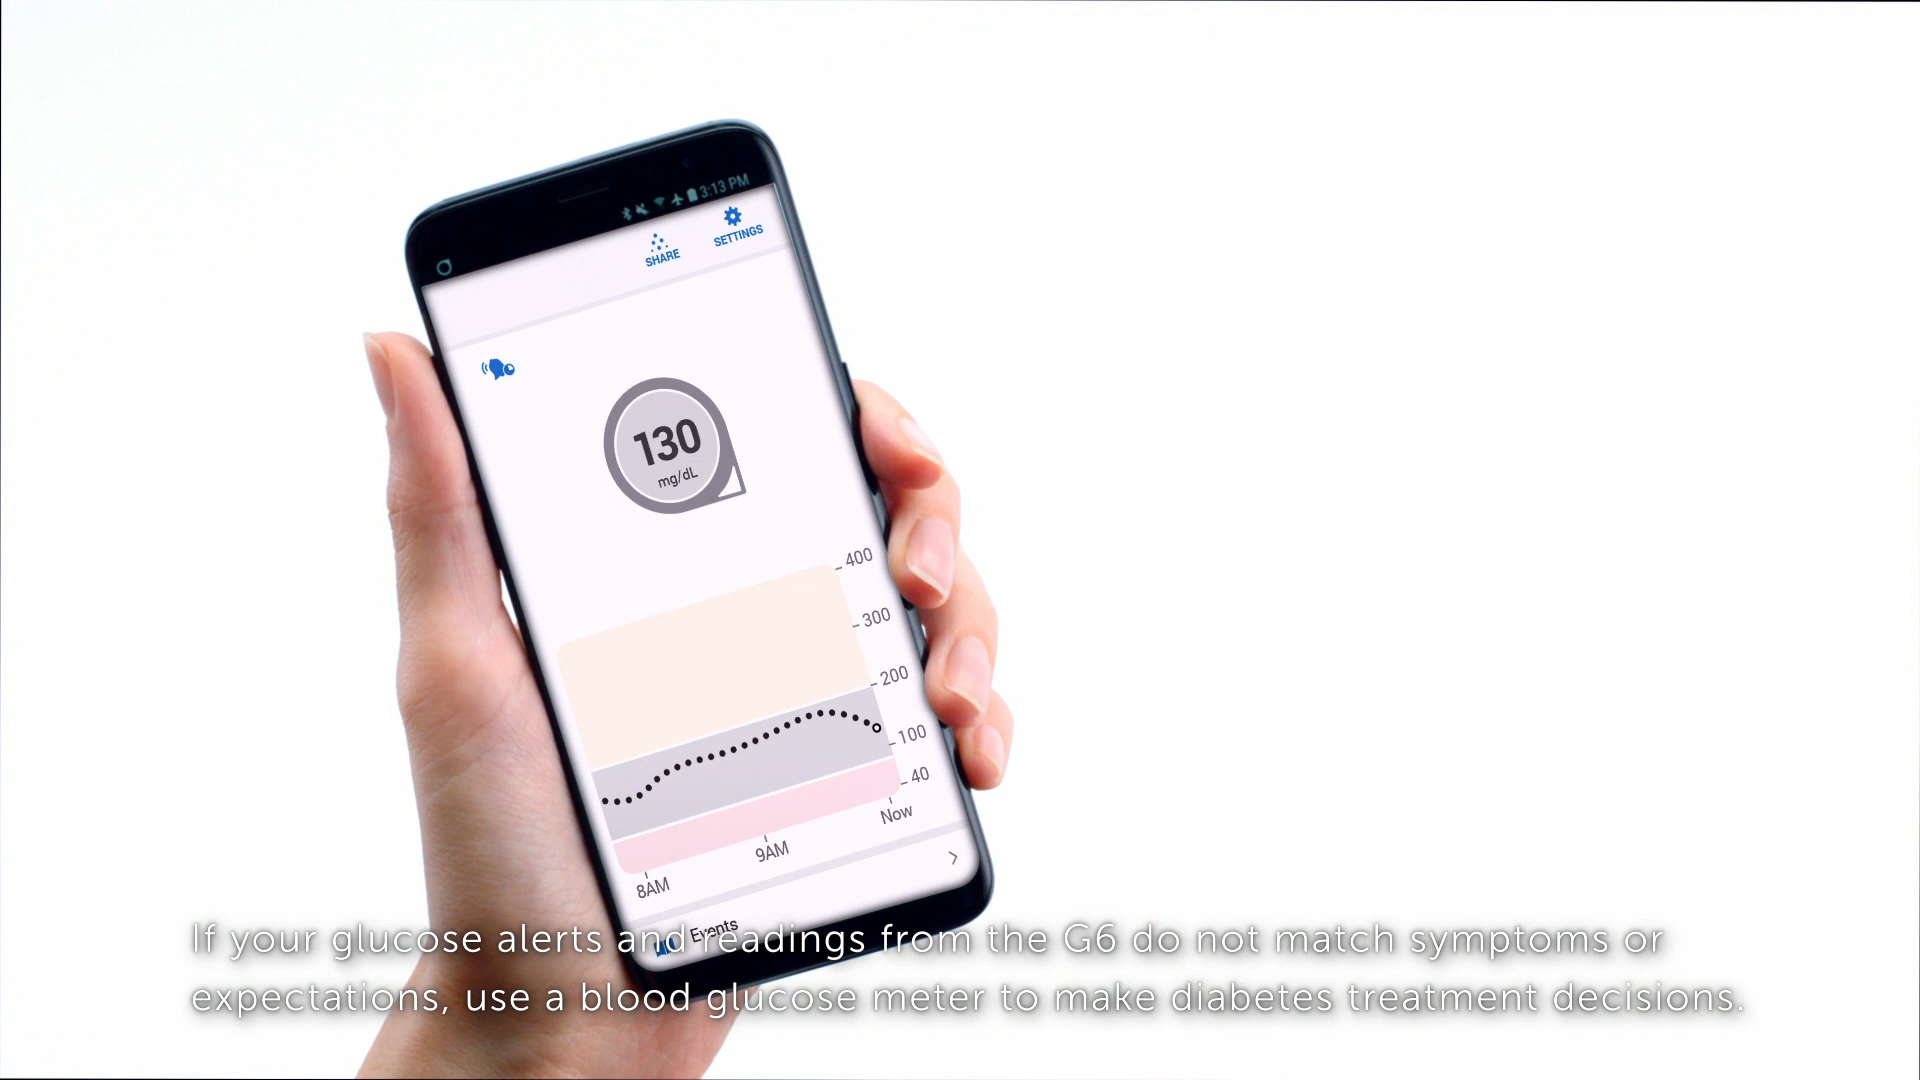 3:13 PM
SHARE
SETTINGS
130
mg/dL
400
300
200
100
40
Now
9AM
8AM
Events
If your glucose alerts and readings from the G6 do not match symptoms or
expectations, use a blood glucose meter to make diabetes treatment decisions.